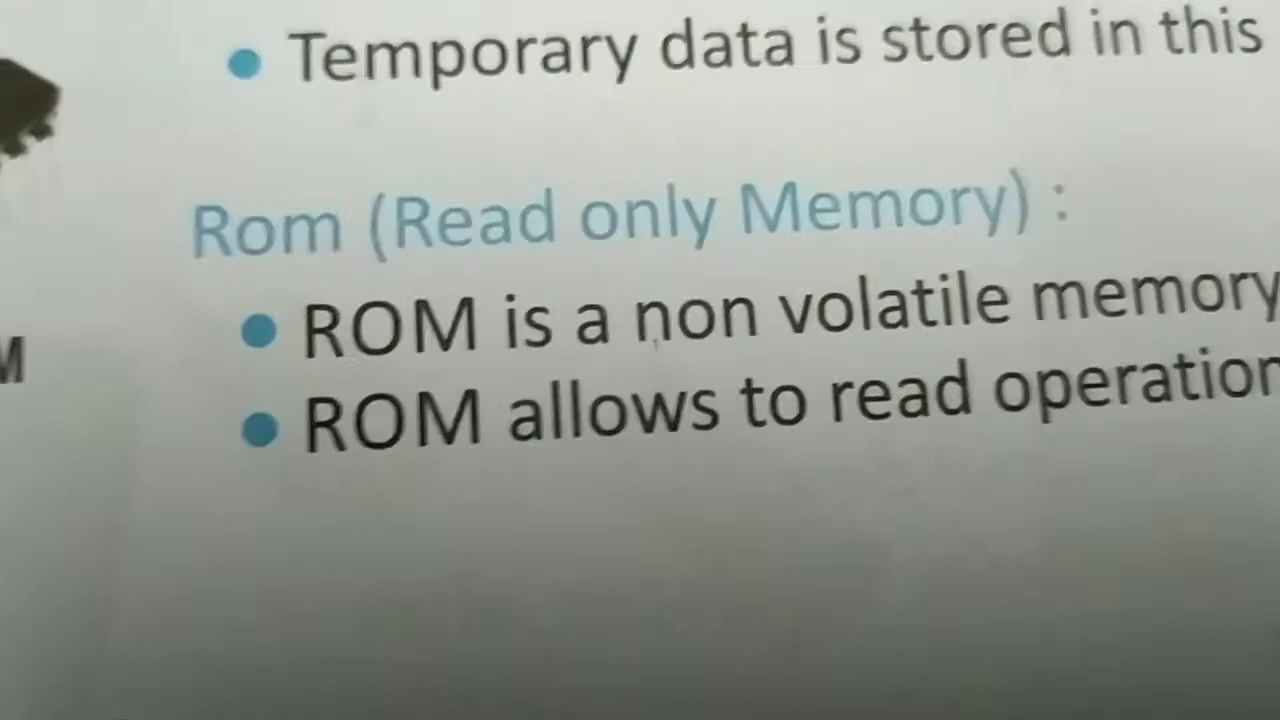 Temporary data is stored in this
Rom (Read only Memory) :
ROM is a non volatile memory
M
ROM allows to read operation